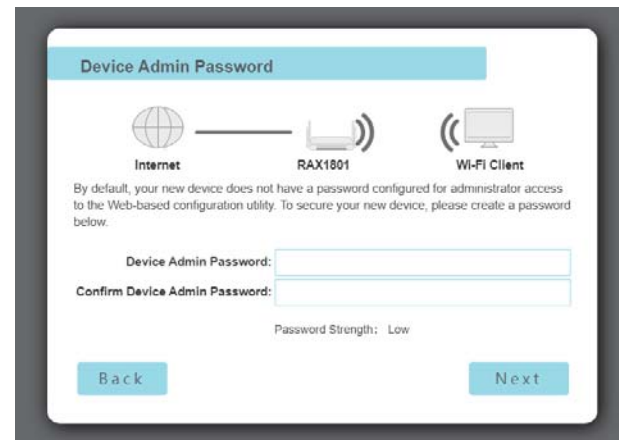 Device Admin Password
Internet
RAX1801
Wi-Fi Client
By default, your new device does not have a password configured for administrator access
to the Web-based configuration utility. To secure your new device, please create a password
below.
Device Admin Password:
Confirm Device Admin Password:
Password Strength: Low
Back
Next